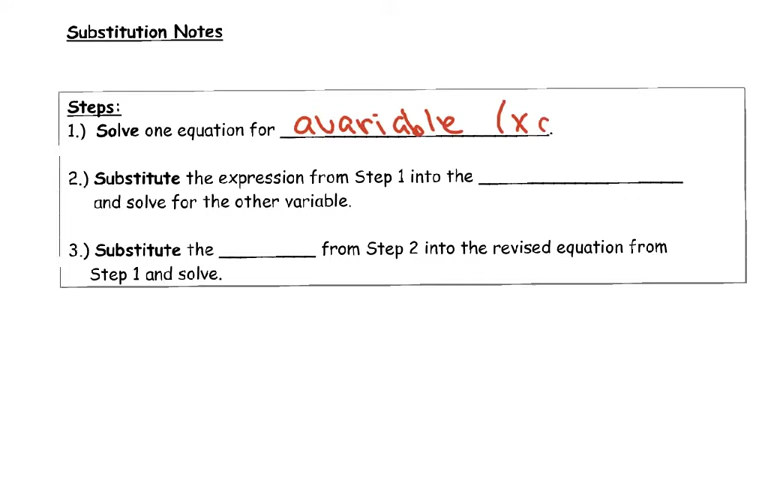 Substitution Notes
Steps:
1.) Solve one equation for avariable (x c.
2.) Substitute the expression from Step 1 into the ____________________
and solve for the other variable.
3.) Substitute the __________ from Step 2 into the revised equation from
Step 1 and solve.